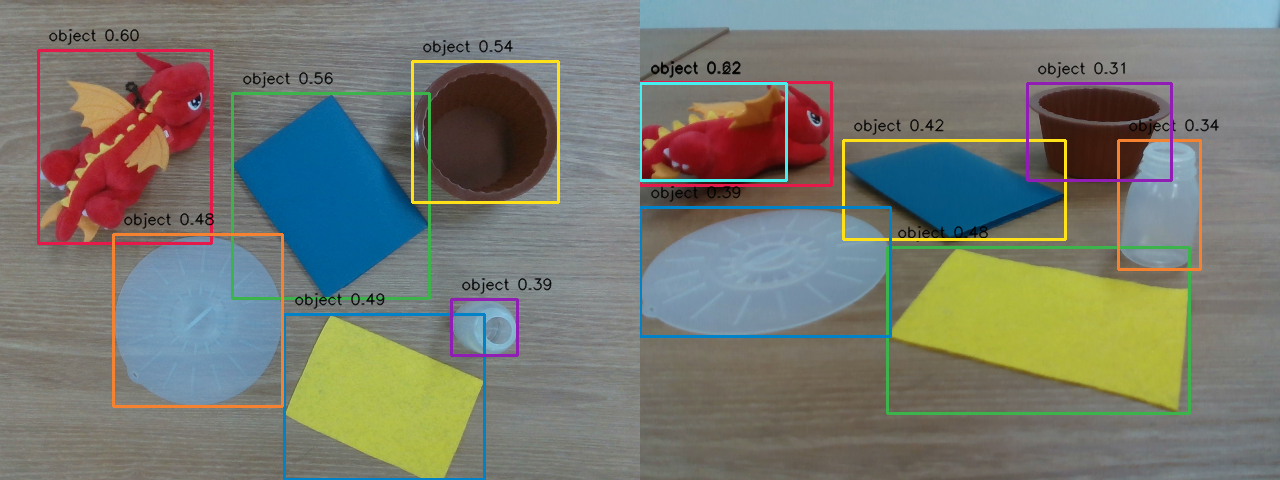 object 0.60
object 0.54
object 0.56
object 0.48
object 0.39
object 0.49
object
object 0.31
object 0.42
object 0.34
object 0.39
object 0.48